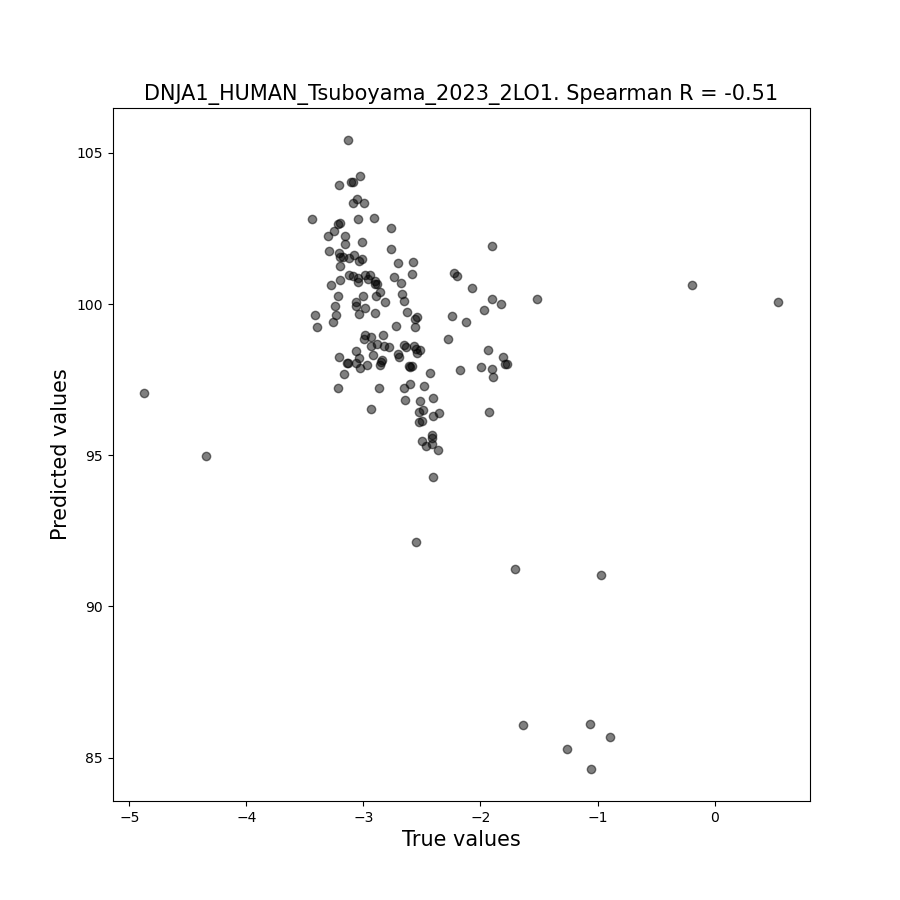 DNJA1_HUMAN_Tsuboyama_2023_2LO1. Spearman R = -0.51
105
100
95
90
85
Predicted values
−5 −4 −3 −2 −1 0
True values